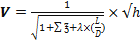 V = 1/√(1+∑ξ+λ×(l/D)) × √h